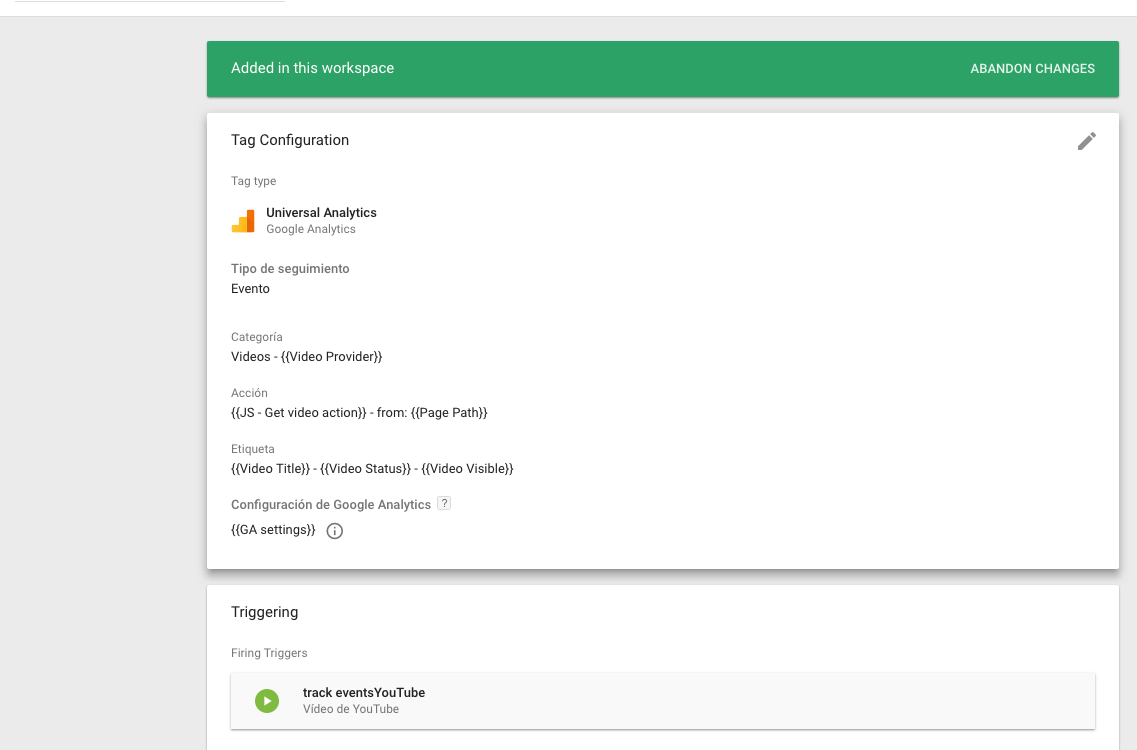 Added in this workspace
ABANDON CHANGES
Tag Configuration
Tag type
Universal Analytics
Google Analytics
Tipo de seguimiento
Evento
Categoría
Videos - {{Video Provider}}
Acción
{{JS - Get video action}} - from: {{Page Path}}
Etiqueta
{{Video Title}} - {{Video Status}} - {{Video Visible}}
Configuración de Google Analytics ?
{{GA settings}}
Triggering
Firing Triggers
track eventsYouTube
Vídeo de YouTube